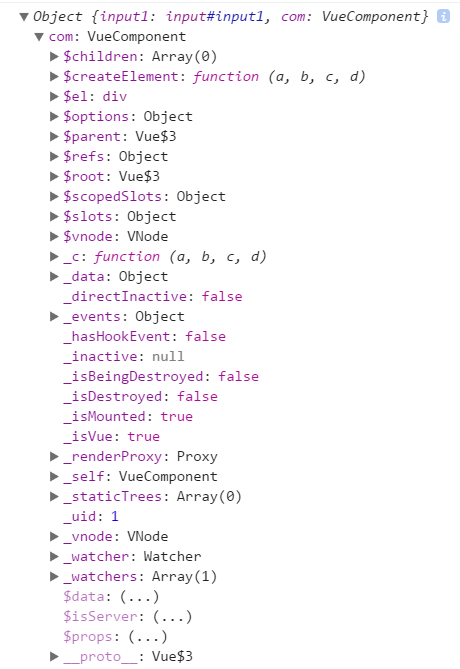 Object {input1: input#input1, com: VueComponent} i
com: VueComponent
$children: Array(0)
$createElement: function (a, b, c, d)
$el: div
$options: Object
$parent: Vue$3
$refs: Object
$root: Vue$3
$scopedSlots: Object
$slots: Object
$vnode: VNode
_c: function (a, b, c, d)
_data: Object
_directInactive: false
_events: Object
_hasHookEvent: false
_inactive: null
_isBeingDestroyed: false
_isDestroyed: false
_isMounted: true
_isVue: true
_renderProxy: Proxy
_self: VueComponent
_staticTrees: Array(0)
_uid: 1
_vnode: VNode
_watcher: Watcher
_watchers: Array(1)
$data: (...)
$isServer: (...)
$props: (...)
__proto__: Vue$3